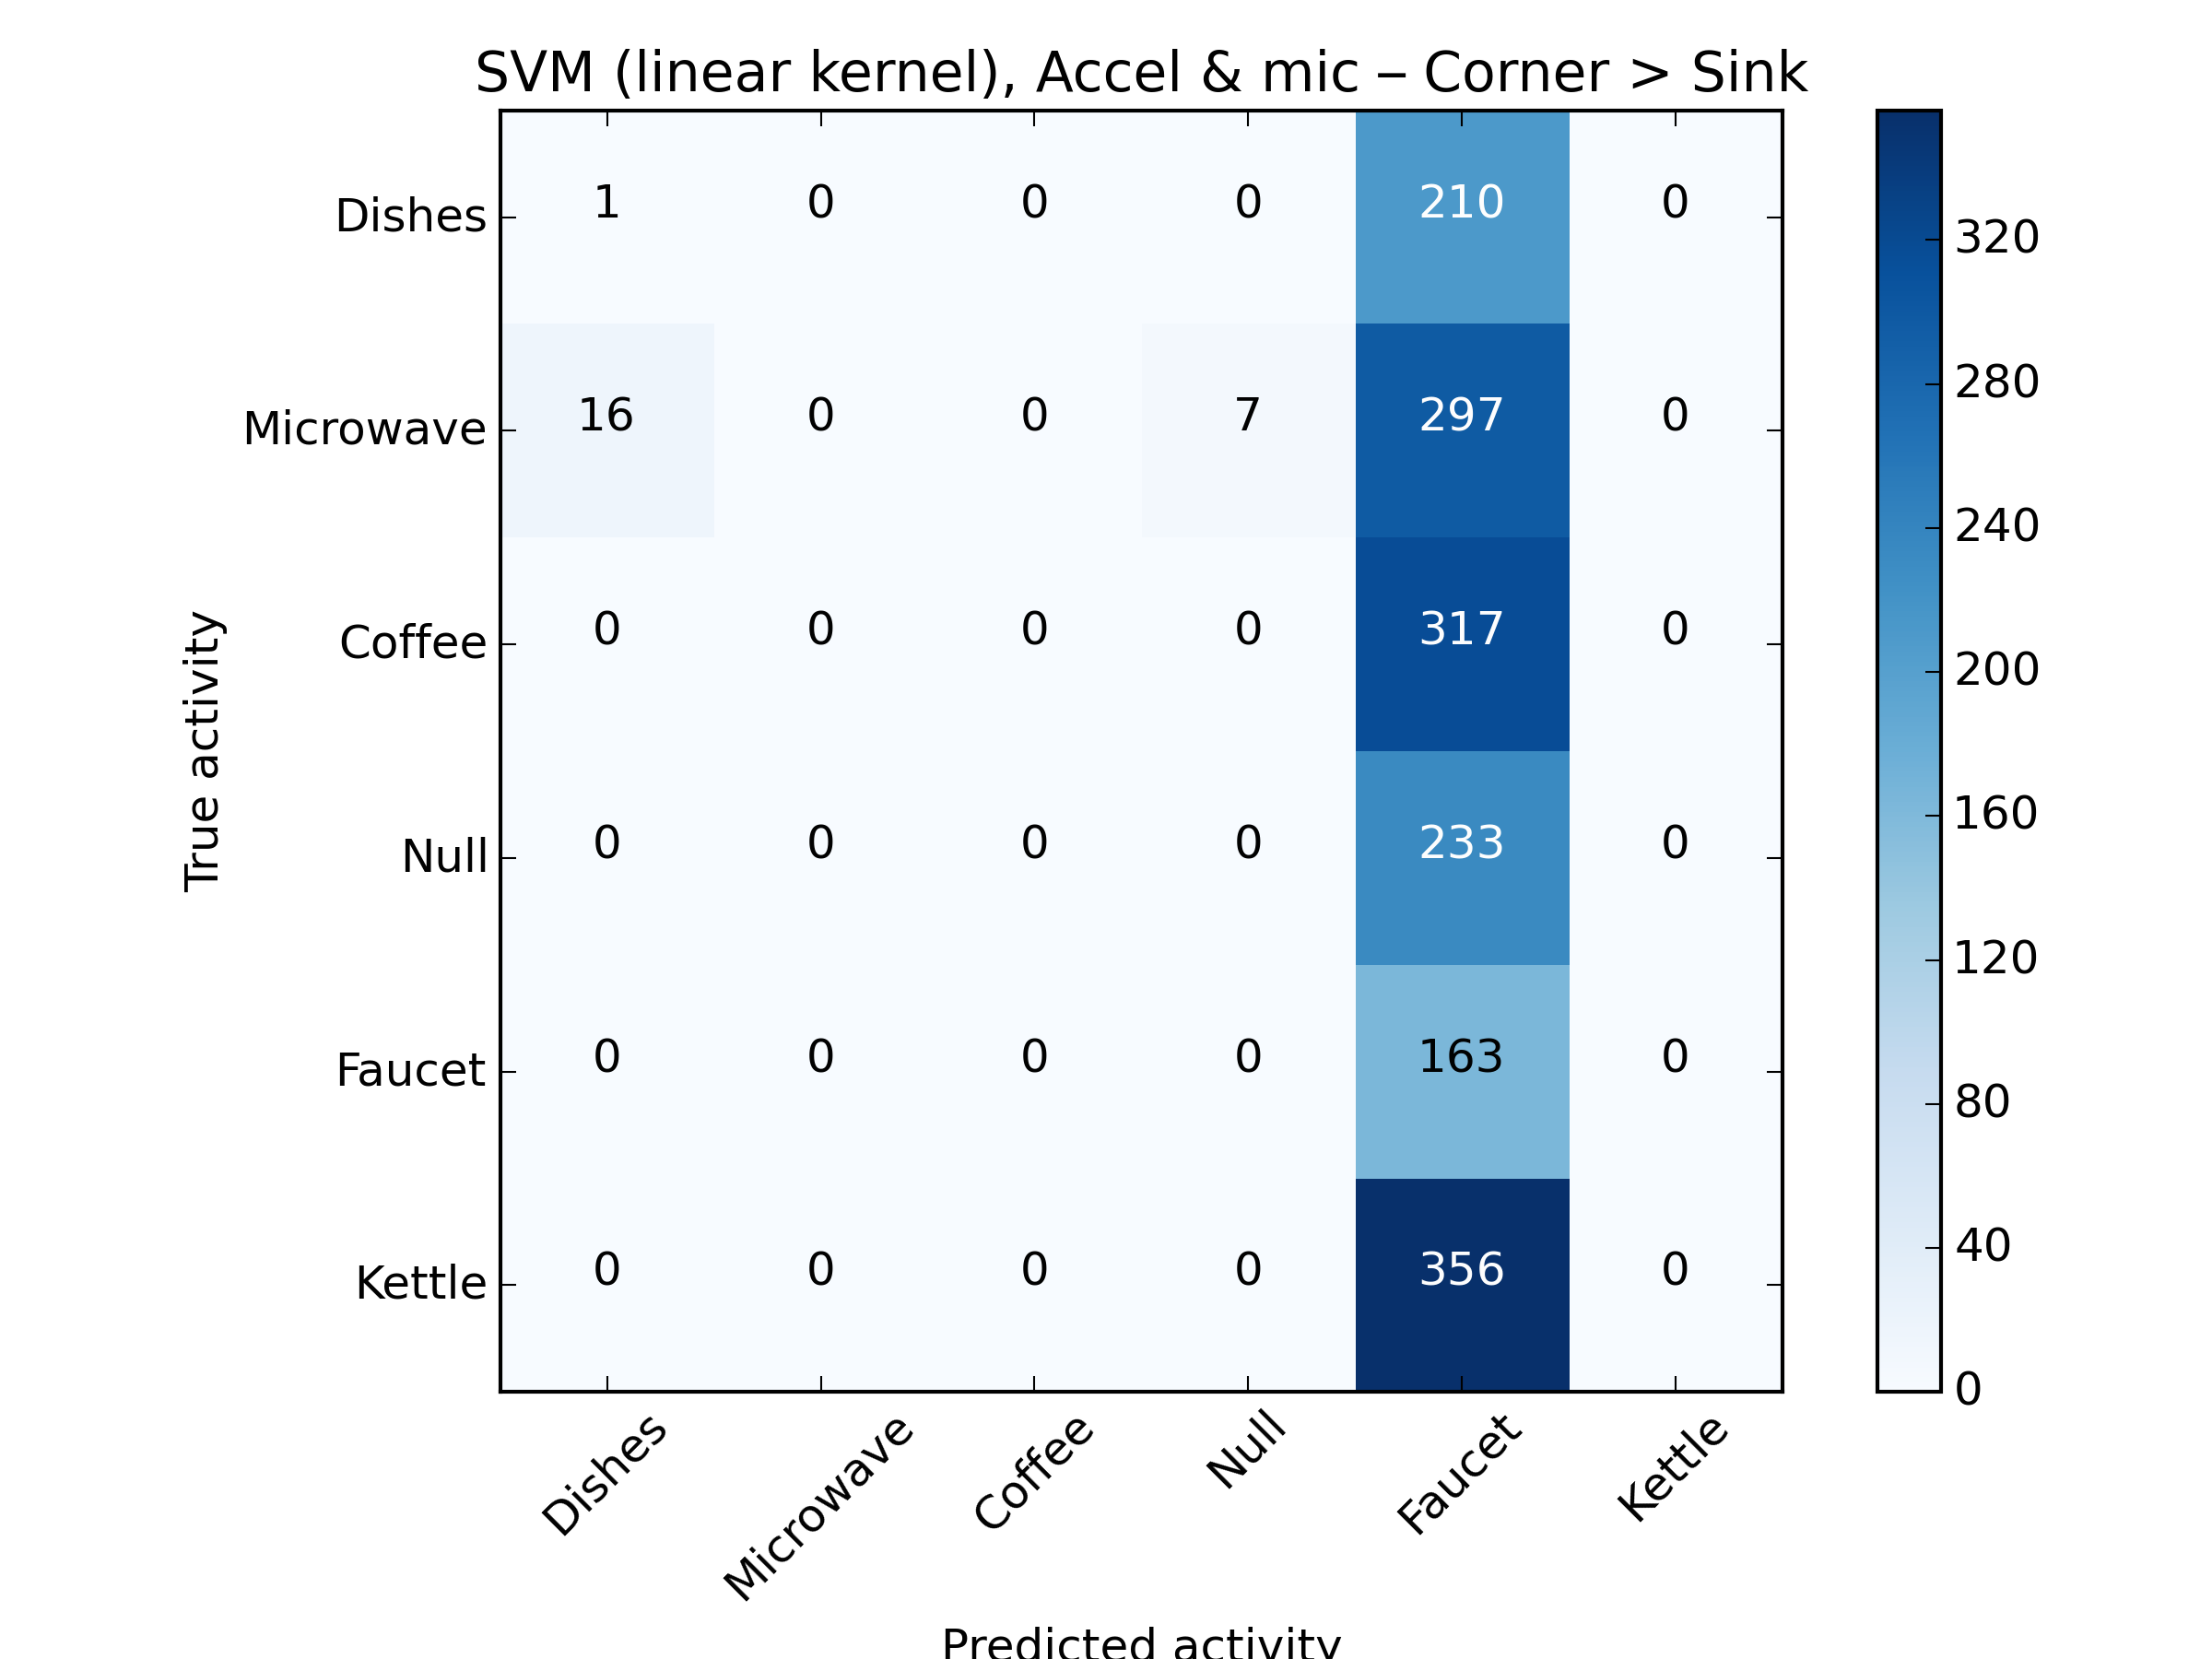 SVM (linear kernel), Accel & mic – Corner > Sink
Dishes 1 0 0 0 210 0
Microwave 16 0 0 7 297 0
Coffee 0 0 0 0 317 0
Null 0 0 0 0 233 0
Faucet 0 0 0 0 163 0
Kettle 0 0 0 0 356 0
True activity
Dishes Microwave Coffee Null Faucet Kettle
Predicted activity
320
280
240
200
160
120
80
40
0